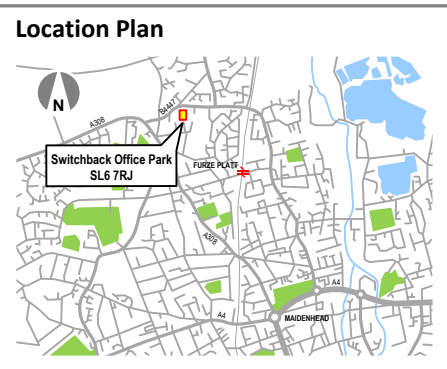 Location Plan
N
A308
B4447
Switchback Office Park
SL6 7RJ
FURZE PLATT
A308
A4
A4
MAIDENHEAD